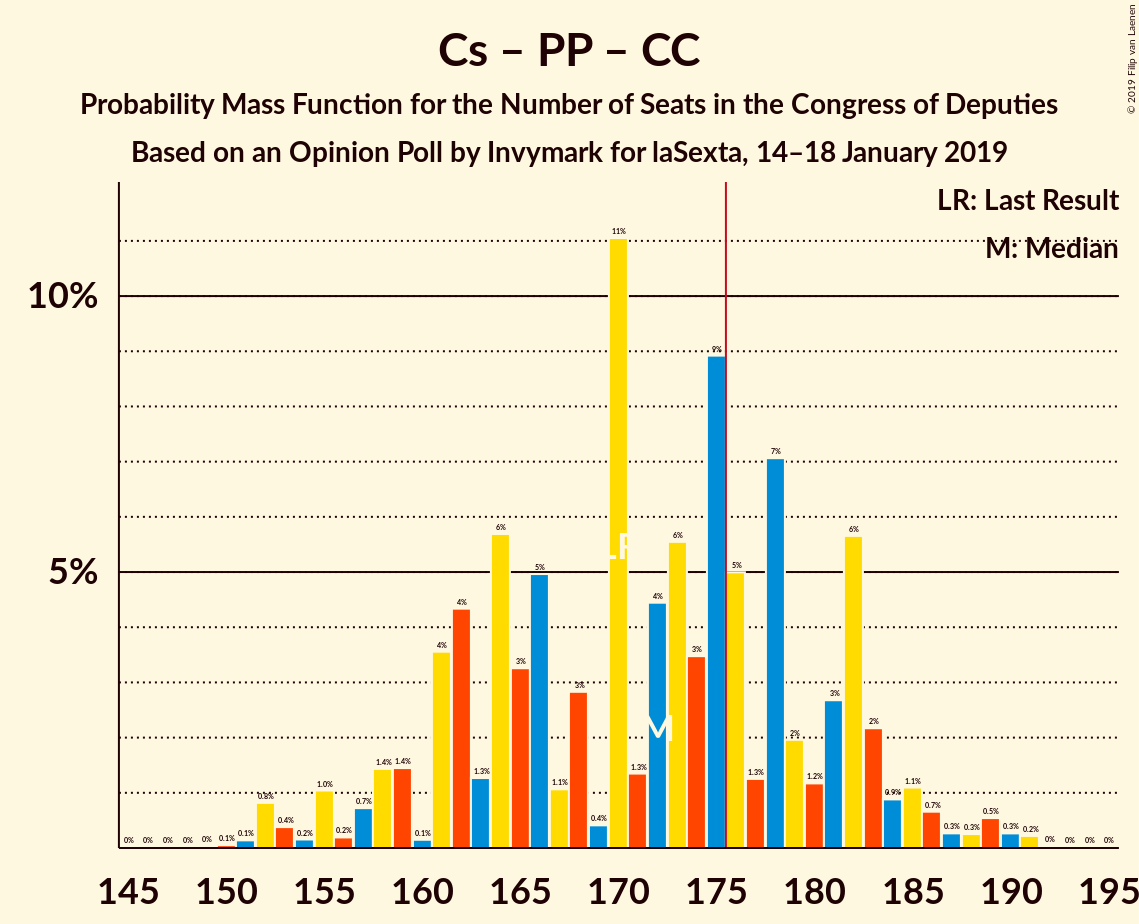 Cs – PP – CC
Probability Mass Function for the Number of Seats in the Congress of Deputies
Based on an Opinion Poll by Invymark for laSexta, 14–18 January 2019
© 2019 Filip van Laenen
LR: Last Result
M: Median
10%
5%
0% 0% 0% 0% 0% 0.1% 0.1% 0.8% 0.4% 0.2% 1.0% 0.2% 0.7% 1.4% 1.4% 0.1% 4% 4% 1.3% 6% 3% 5% 1.1% 3% 0.4% 11% 1.3% 4% 6% 3% 9% 5% 1.3% 7% 2% 1.2% 3% 6% 2% 0.9% 1.1% 0.7% 0.3% 0.3% 0.5% 0.3% 0.2% 0% 0% 0% 0%
LR
M
145 150 155 160 165 170 175 180 185 190 195